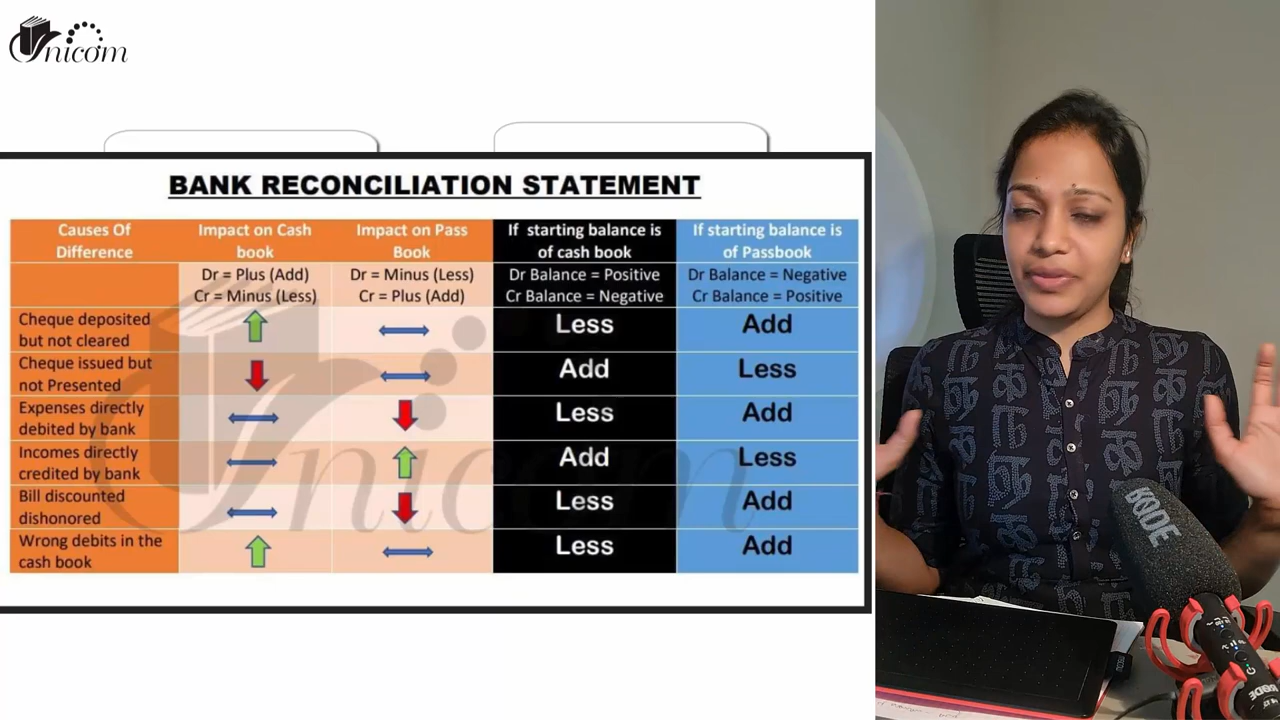 Unicom
BANK RECONCILIATION STATEMENT
Causes Of
Difference
Impact on Cash
book
Impact on Pass
Book
If starting balance is
of cash book
If starting balance is
of Passbook
Dr = Plus (Add)
Cr = Minus (Less)
Dr = Minus (Less)
Cr = Plus (Add)
Dr Balance = Positive
Cr Balance = Negative
Dr Balance = Negative
Cr Balance = Positive
Cheque deposited
but not cleared
Less
Add
Cheque issued but
not Presented
Add
Less
Expenses directly
debited by bank
Less
Add
Incomes directly
credited by bank
Add
Less
Bill discounted
dishonored
Less
Add
Wrong debits in the
cash book
Less
Add
Unicom
RODE
RODE